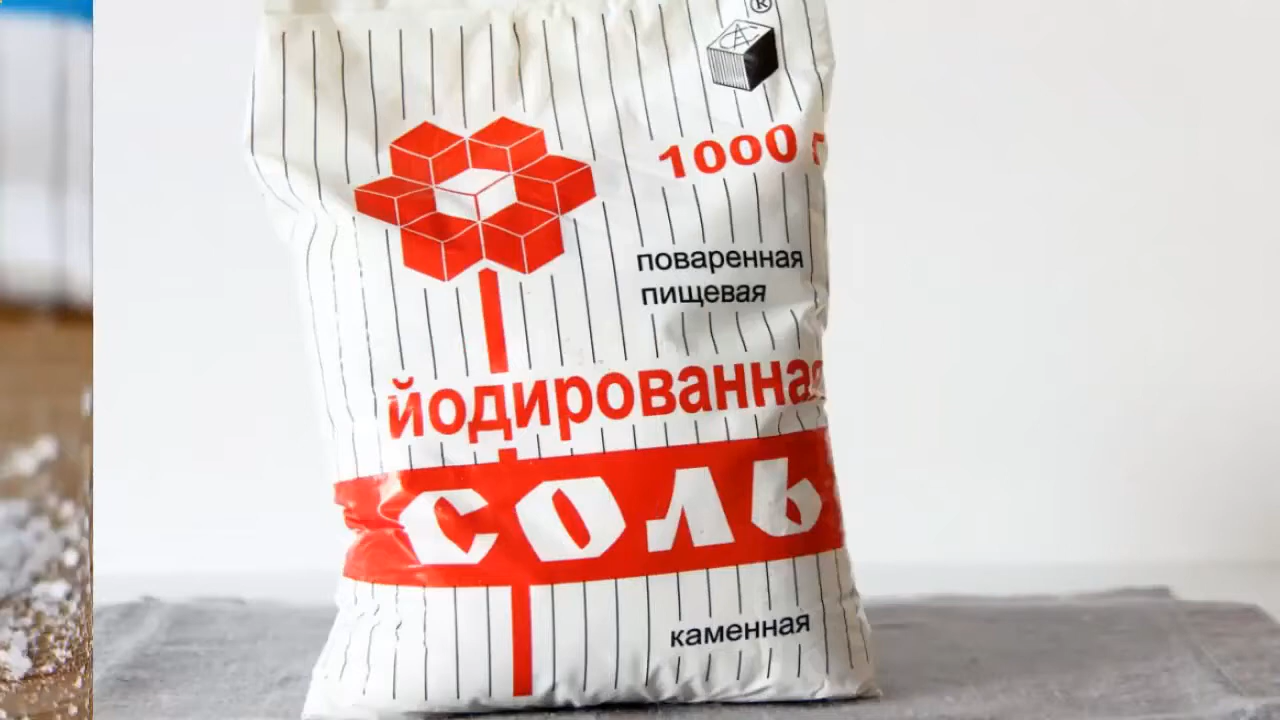 ®
1000 г
поваренная
пищевая
йодированная
СОЛЬ
каменная